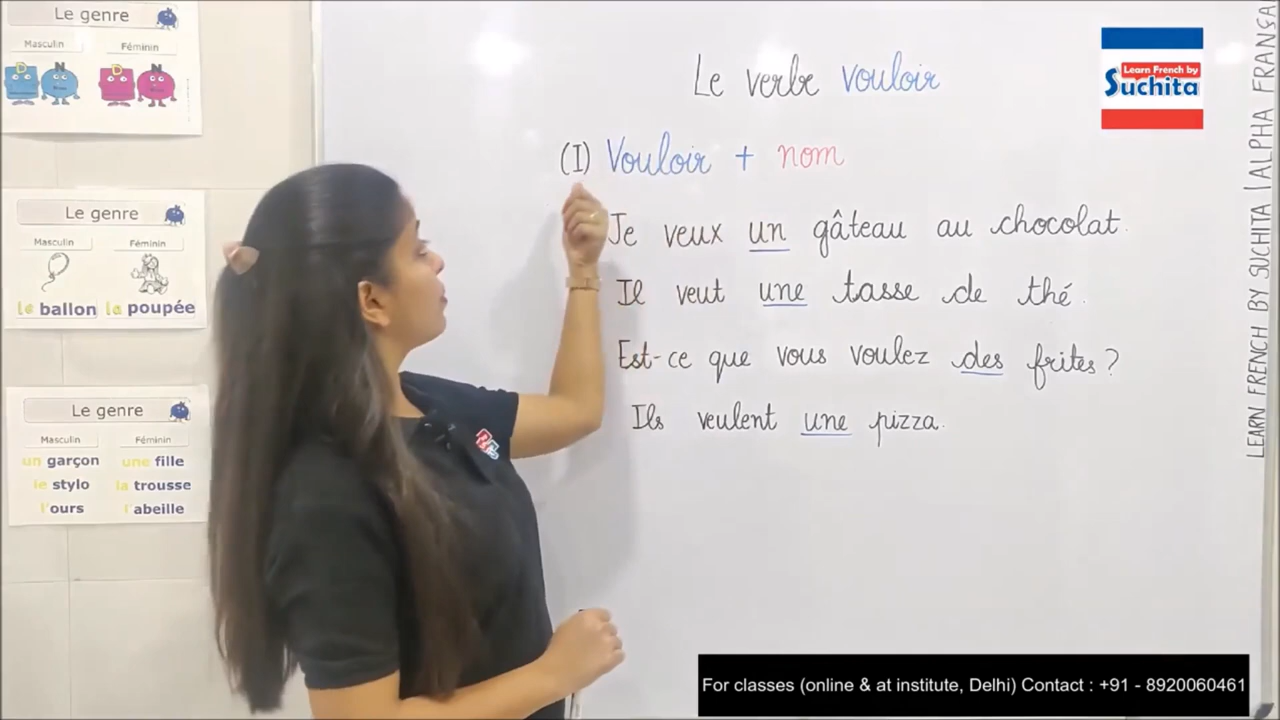 Le genre
Masculin Féminin
Le genre
Masculin Féminin
le ballon la poupée
Le genre
Masculin Féminin
un garçon une fille
le stylo la trousse
l'ours l'abeille
Le verbe vouloir
(I) Vouloir + nom
Je veux un gâteau au chocolat.
Il veut une tasse de thé.
Est-ce que vous voulez des frites?
Ils veulent une pizza.
Learn French by
Suchita
LEARN FRENCH BY SUCHITA | ALPHA FRANÇA
For classes (online & at institute, Delhi) Contact : +91 - 8920060461